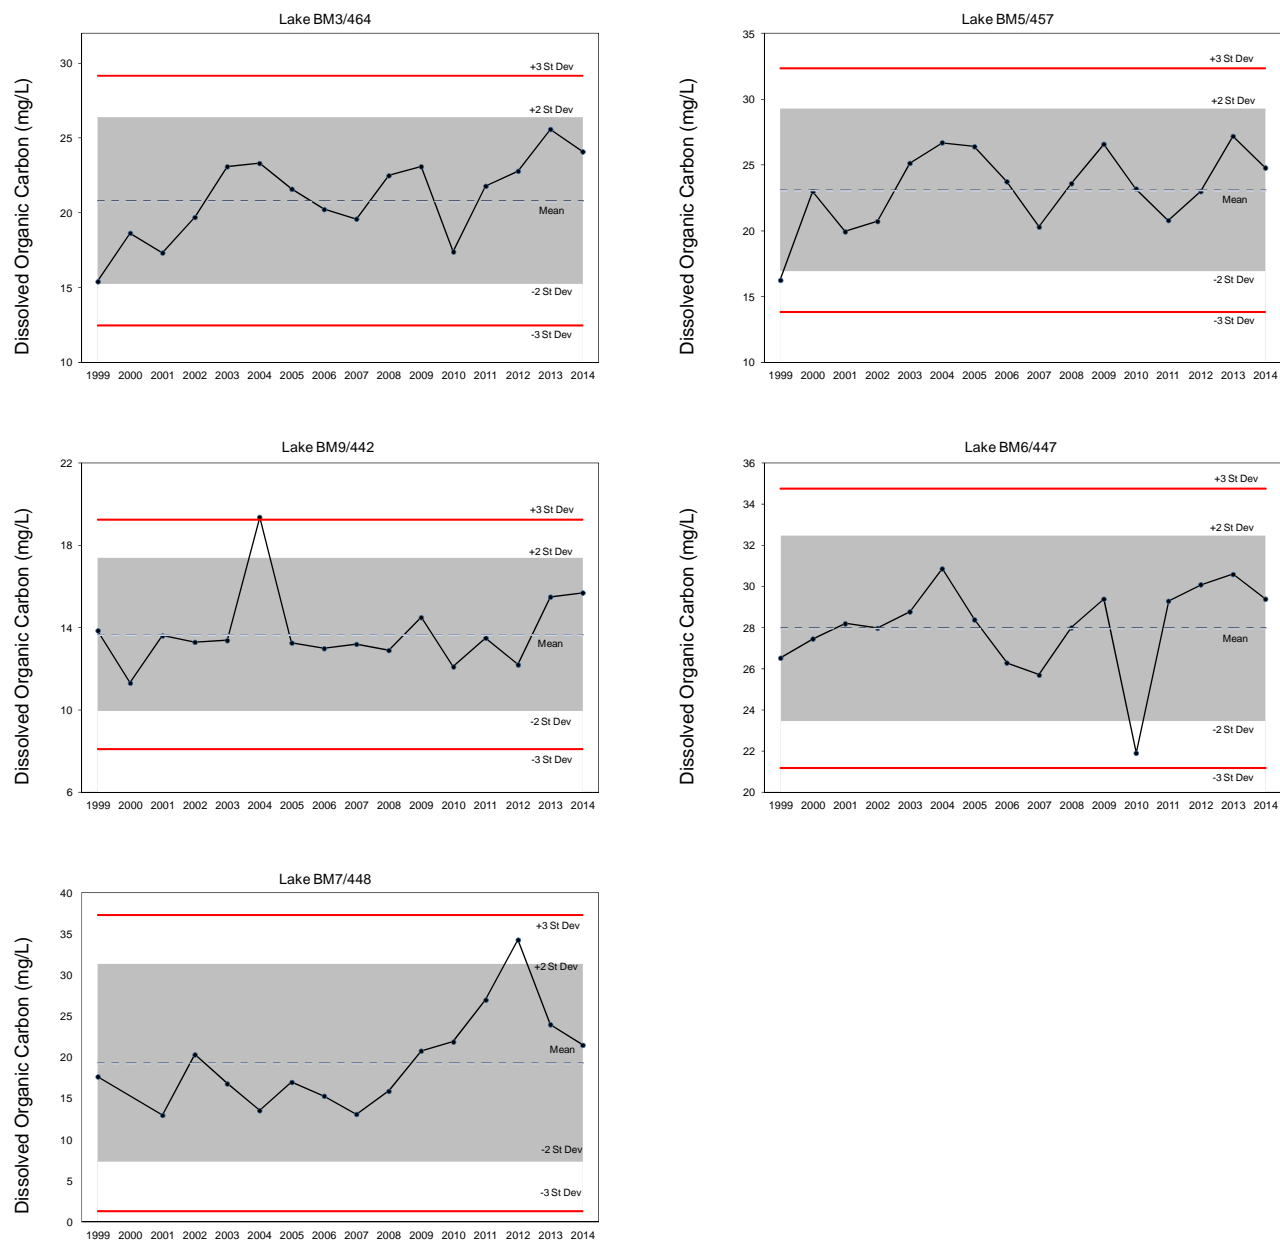 Lake BM3/464
Dissolved Organic Carbon (mg/L)
30
25
20
15
10
+3 St Dev
+2 St Dev
Mean
-2 St Dev
-3 St Dev
1999 2000 2001 2002 2003 2004 2005 2006 2007 2008 2009 2010 2011 2012 2013 2014
Lake BM5/457
Dissolved Organic Carbon (mg/L)
35
30
25
20
15
10
+3 St Dev
+2 St Dev
Mean
-2 St Dev
-3 St Dev
1999 2000 2001 2002 2003 2004 2005 2006 2007 2008 2009 2010 2011 2012 2013 2014
Lake BM9/442
Dissolved Organic Carbon (mg/L)
22
18
14
10
6
+3 St Dev
+2 St Dev
Mean
-2 St Dev
-3 St Dev
1999 2000 2001 2002 2003 2004 2005 2006 2007 2008 2009 2010 2011 2012 2013 2014
Lake BM6/447
Dissolved Organic Carbon (mg/L)
36
34
32
30
28
26
24
22
20
+3 St Dev
+2 St Dev
Mean
-2 St Dev
-3 St Dev
1999 2000 2001 2002 2003 2004 2005 2006 2007 2008 2009 2010 2011 2012 2013 2014
Lake BM7/448
Dissolved Organic Carbon (mg/L)
40
35
30
25
20
15
10
5
0
+3 St Dev
+2 St Dev
Mean
-2 St Dev
-3 St Dev
1999 2000 2001 2002 2003 2004 2005 2006 2007 2008 2009 2010 2011 2012 2013 2014